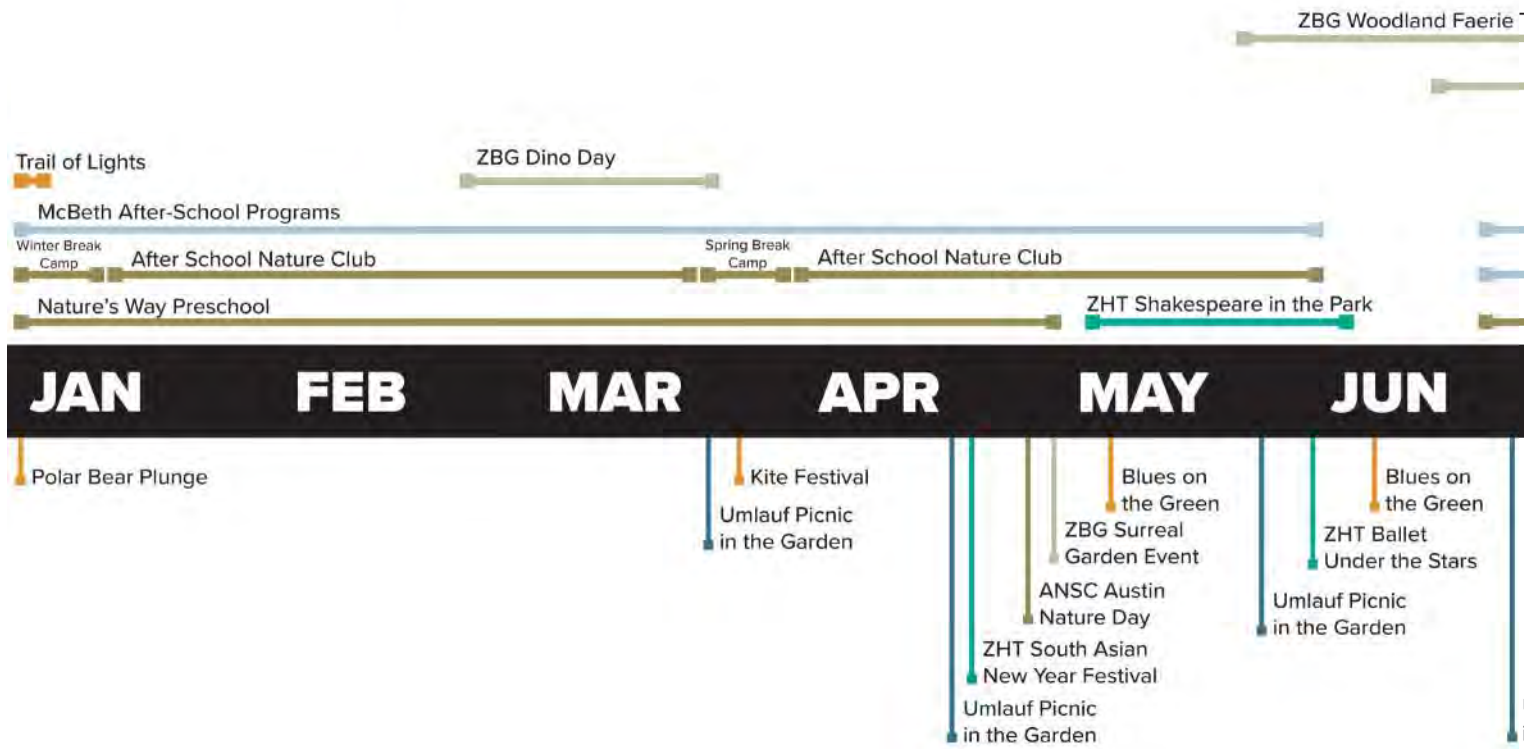 ZBG Woodland Faerie
Trail of Lights
ZBG Dino Day
McBeth After-School Programs
Winter Break
Camp
After School Nature Club
Spring Break
Camp
After School Nature Club
Nature's Way Preschool
ZHT Shakespeare in the Park
JAN FEB MAR APR MAY JUN
Polar Bear Plunge
Kite Festival
Umlauf Picnic
in the Garden
Blues on
the Green
Blues on
the Green
ZBG Surreal
Garden Event
ZHT Ballet
Under the Stars
ANSC Austin
Nature Day
Umlauf Picnic
in the Garden
ZHT South Asian
New Year Festival
Umlauf Picnic
in the Garden